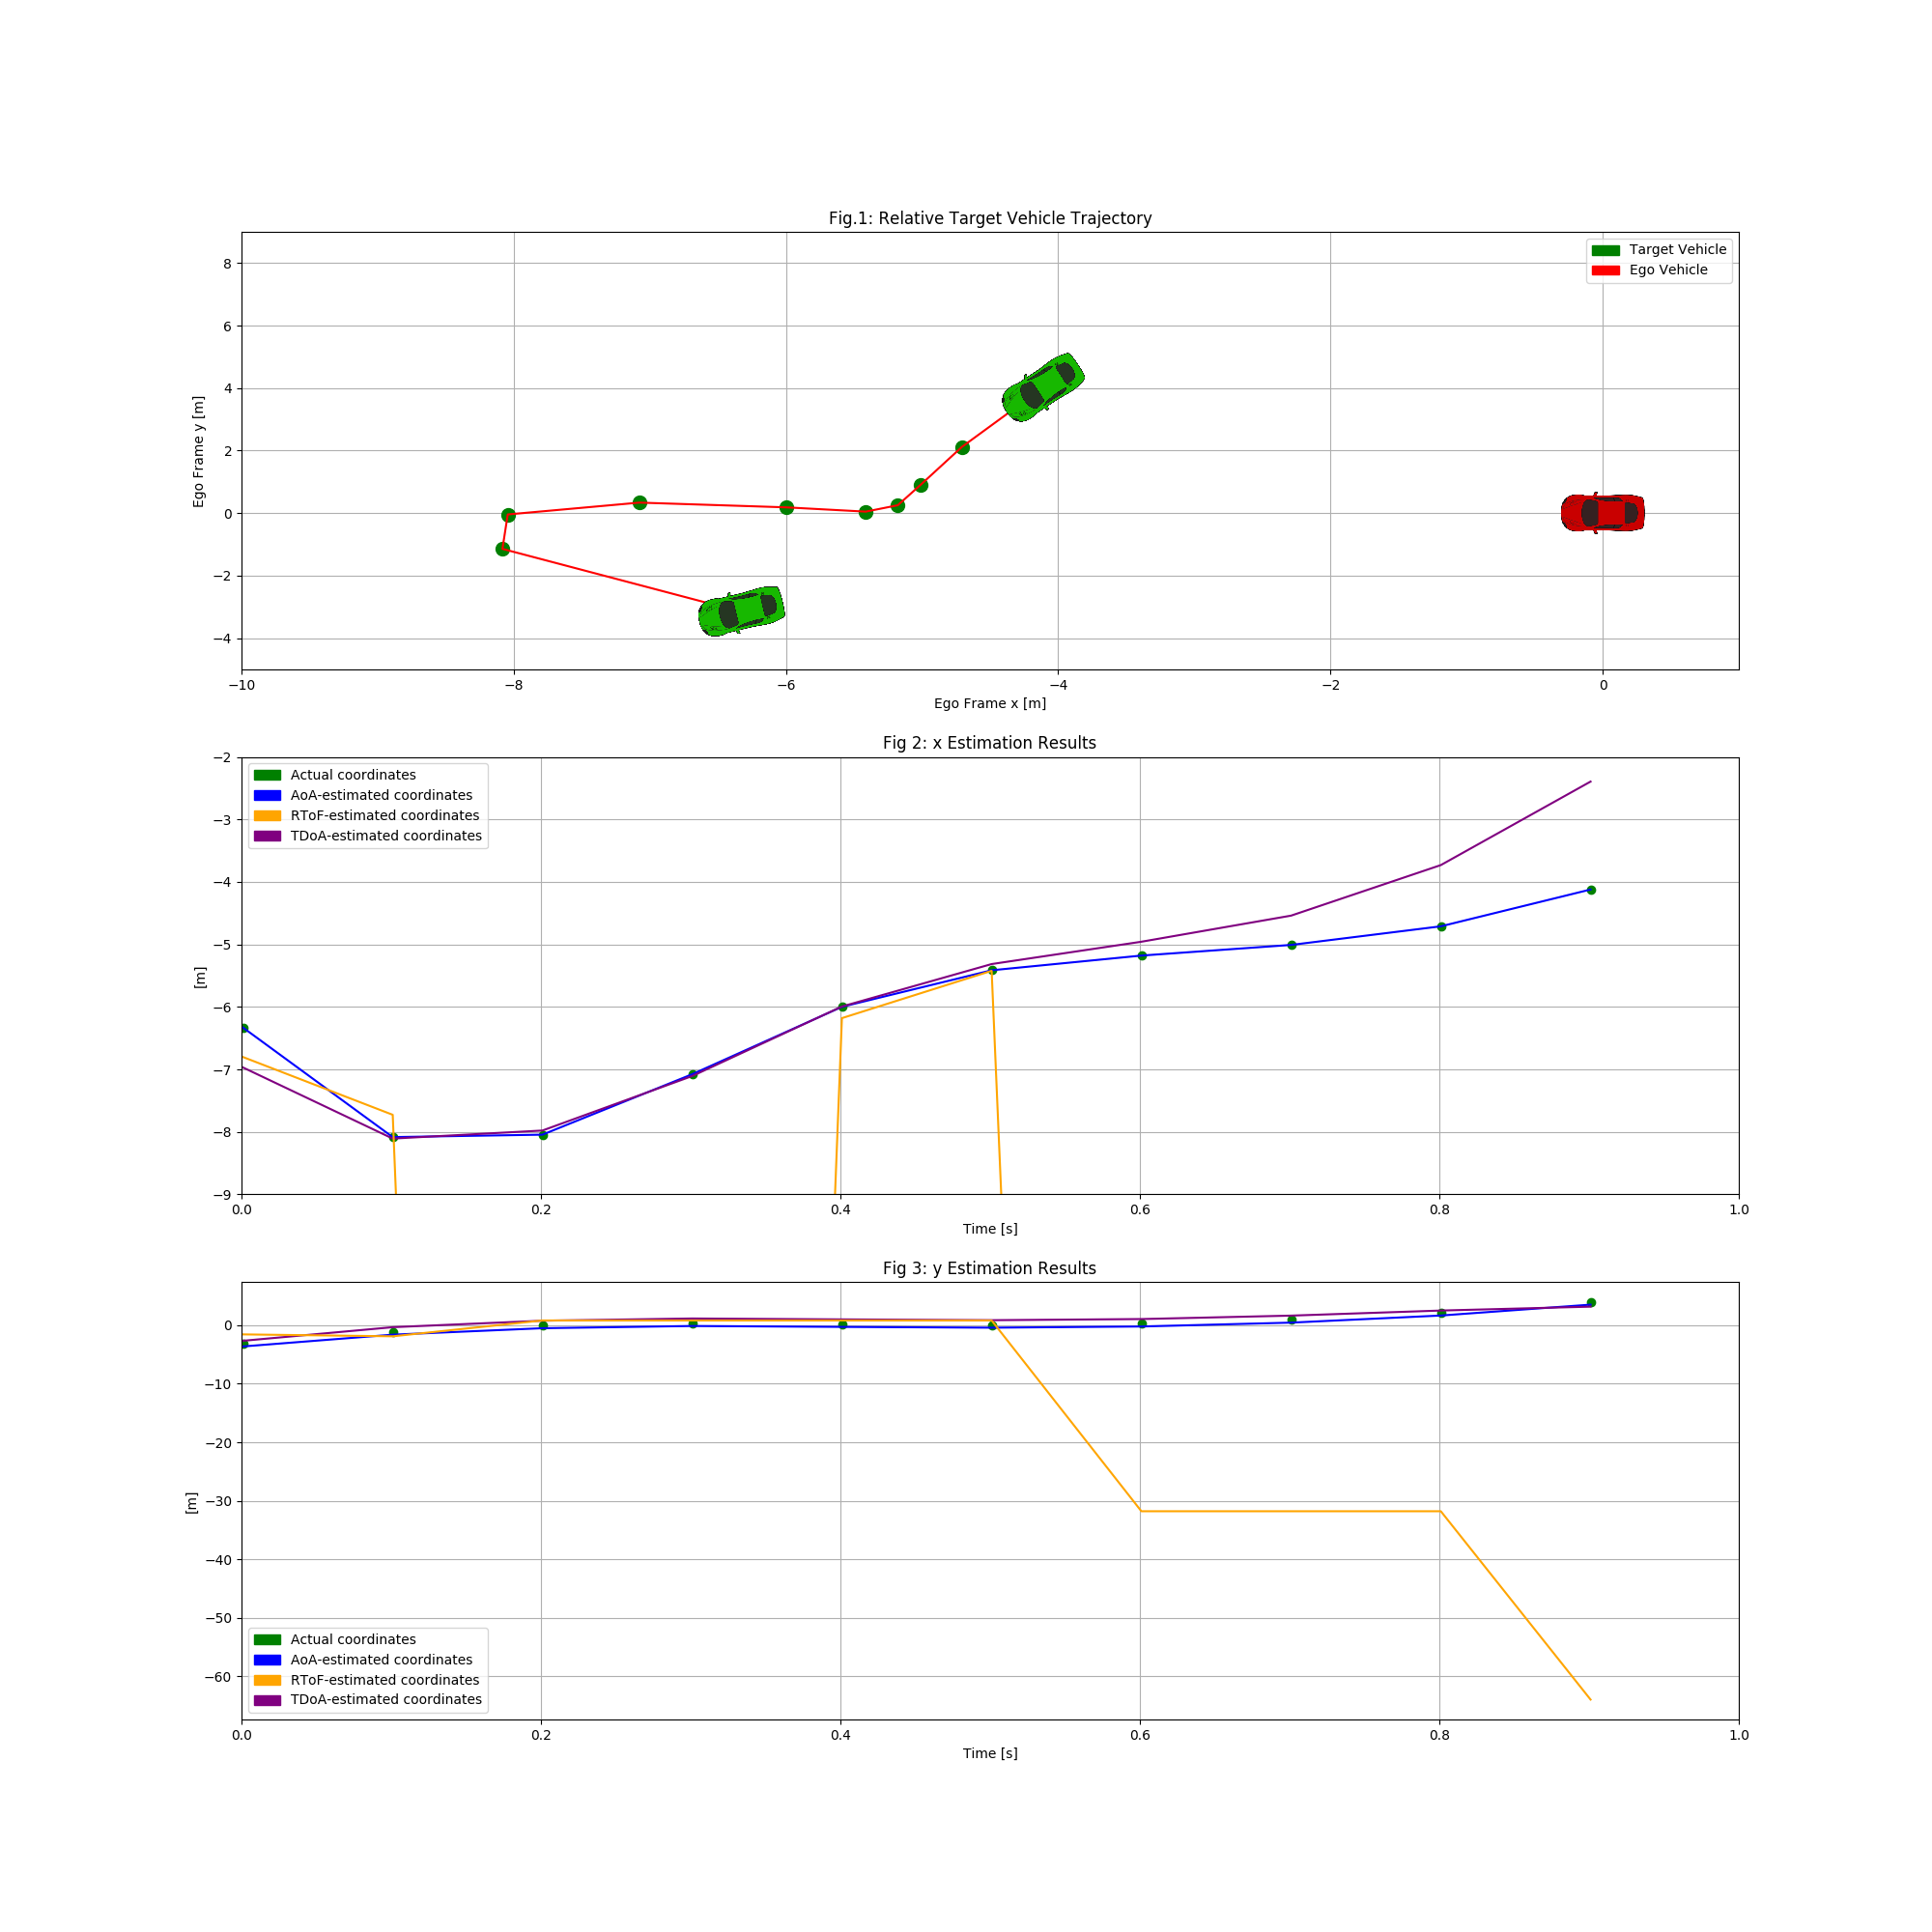 Fig.1: Relative Target Vehicle Trajectory
Target Vehicle
Ego Vehicle
8
6
4
2
0
−2
−4
Ego Frame y [m]
−10
−8
−6
−4
−2
0
Ego Frame x [m]
Fig 2: x Estimation Results
Actual coordinates
AoA-estimated coordinates
RToF-estimated coordinates
TDoA-estimated coordinates
−2
−3
−4
−5
−6
−7
−8
−9
[m]
0.0
0.2
0.4
0.6
0.8
1.0
Time [s]
Fig 3: y Estimation Results
0
−10
−20
−30
−40
−50
−60
[m]
Actual coordinates
AoA-estimated coordinates
RToF-estimated coordinates
TDoA-estimated coordinates
0.0
0.2
0.4
0.6
0.8
1.0
Time [s]